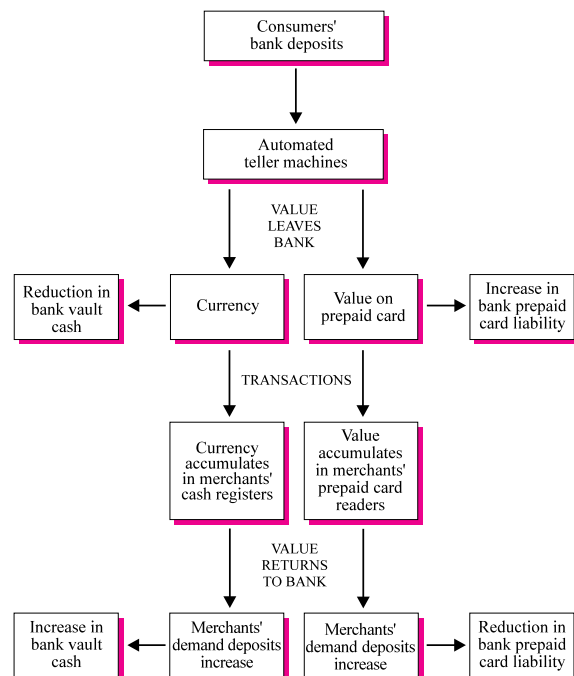 Consumers'
bank deposits
Automated
teller machines
VALUE
LEAVES
BANK
Reduction in
bank vault
cash
Currency
Value on
prepaid card
Increase in
bank prepaid
card liability
TRANSACTIONS
Currency
accumulates
in merchants'
cash registers
Value
accumulates
in merchants'
prepaid card
readers
VALUE
RETURNS
TO BANK
Increase in
bank vault
cash
Merchants'
demand deposits
increase
Merchants'
demand deposits
increase
Reduction in
bank prepaid
card liability